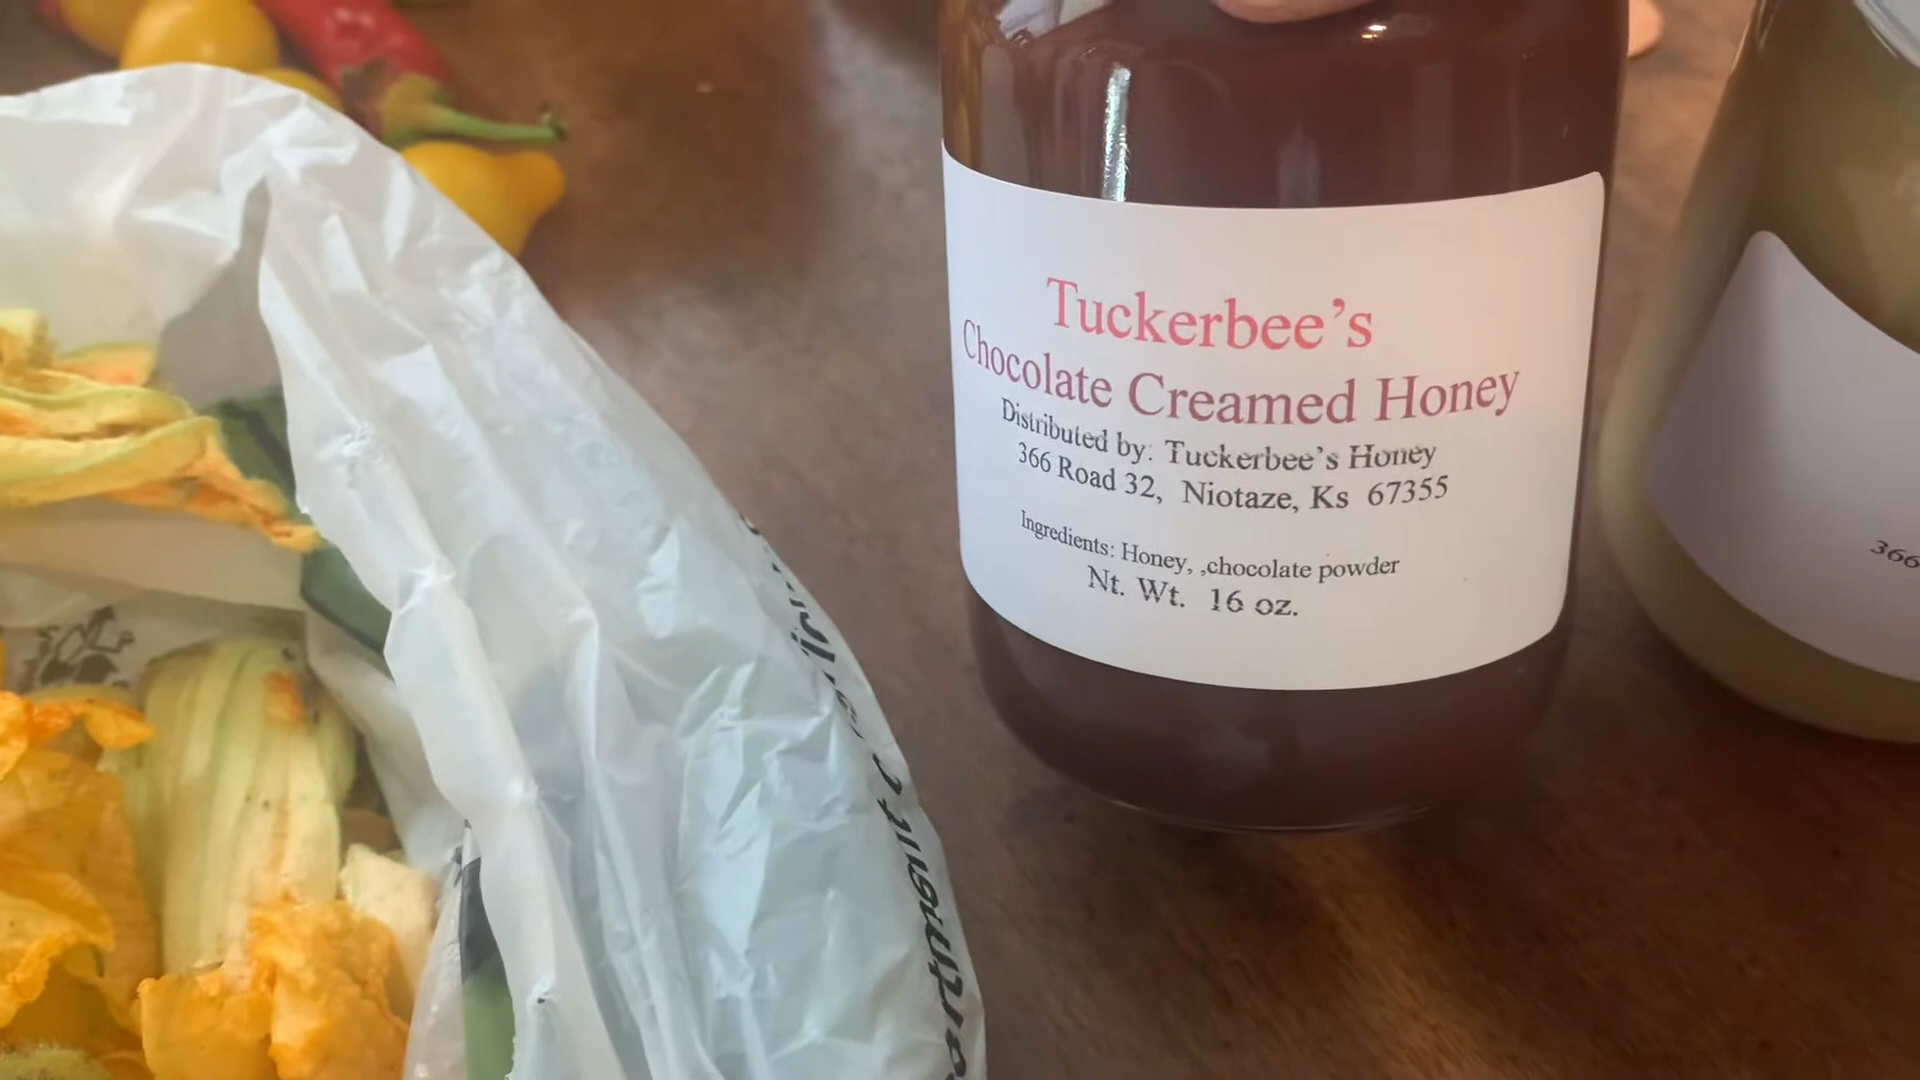 Tuckerbee's
Chocolate Creamed Honey
Distributed by: Tuckerbee's Honey
366 Road 32, Niotaze, Ks 67355
Ingredients: Honey, ,chocolate powder
Nt. Wt. 16 oz.
366